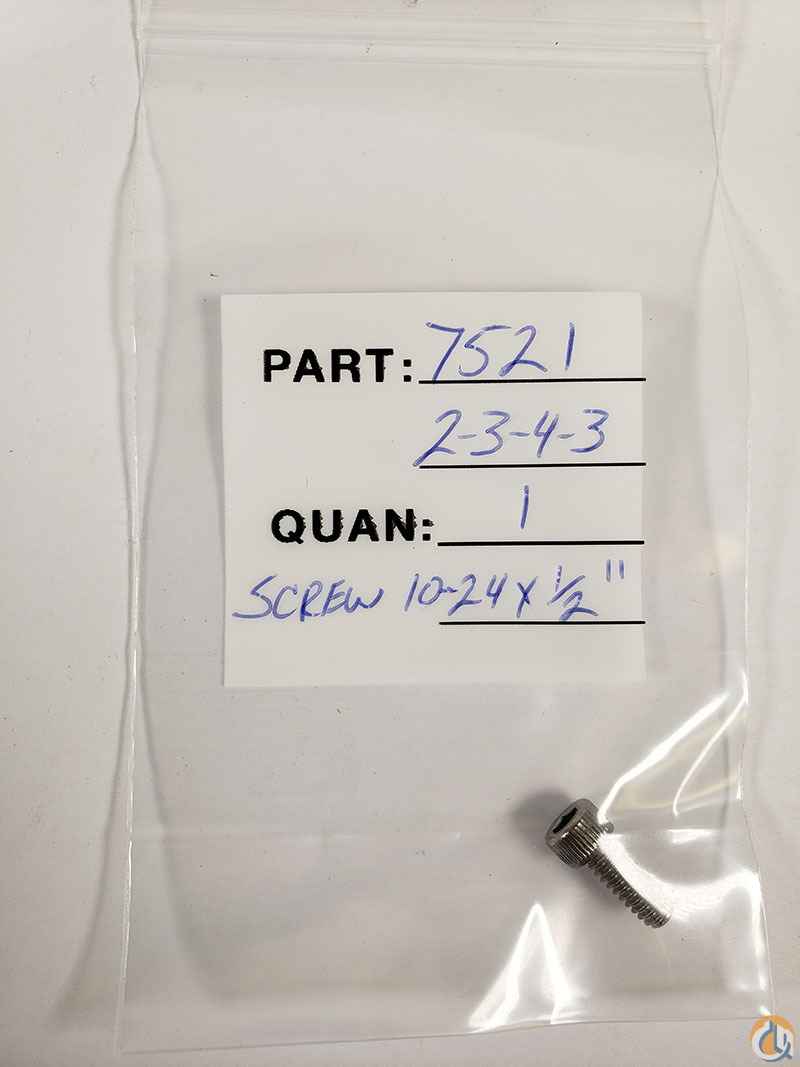 PART: 7521
2-3-4-3
QUAN: 1
SCREW 10-24 x 1/2"